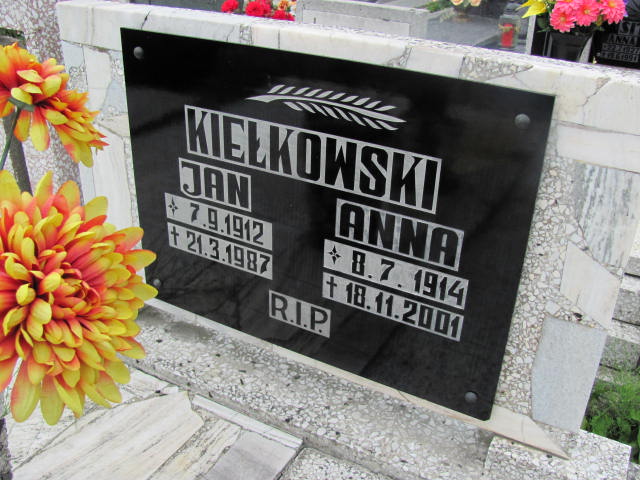 KIEŁKOWSKI
JAN
✦ 7.9.1912
† 21.3.1987
ANNA
✦ 8.7.1914
† 18.11.2001
R.I.P.